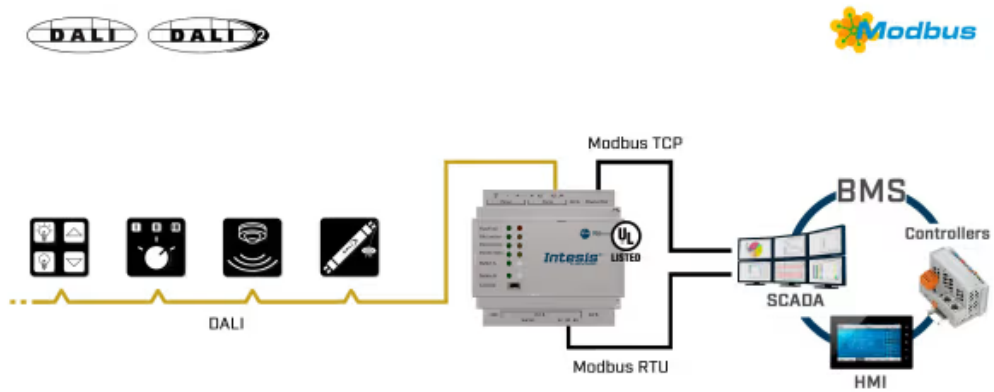 DALI DALI 2
Modbus
Modbus TCP
BMS
Controllers
UL
LISTED
Intesis
SCADA
DALI
Modbus RTU
HMI